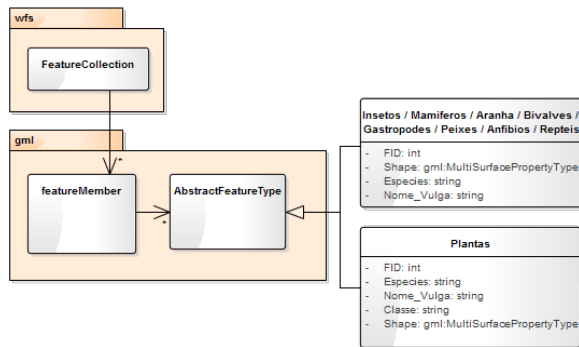 wfs
FeatureCollection
*
gml
featureMember
*
AbstractFeatureType
Insetos / Mamiferos / Aranha / Bivalves /
Gastropodes / Peixes / Anfibios / Repteis
- FID: int
- Shape: gml:MultiSurfacePropertyType
- Especies: string
- Nome_Vulga: string
Plantas
- FID: int
- Especies: string
- Nome_Vulga: string
- Classe: string
- Shape: gml:MultiSurfacePropertyType